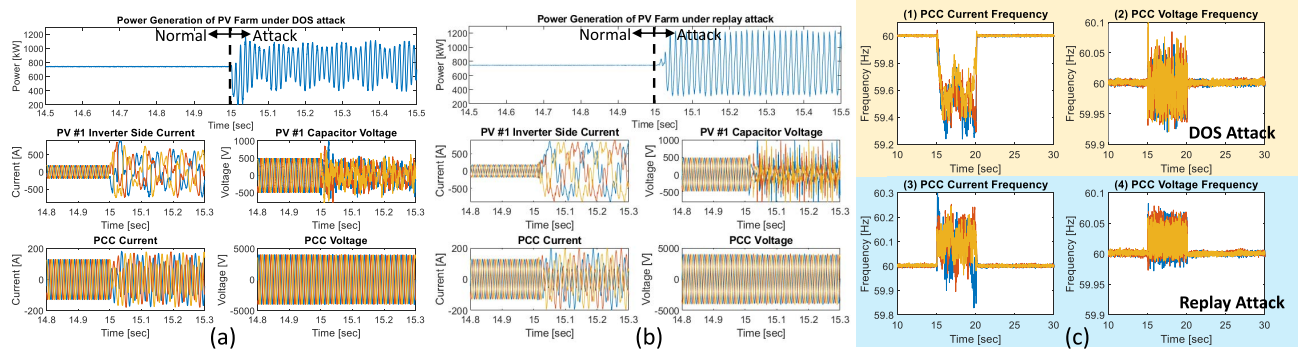 Power Generation of PV Farm under DOS attack
Normal Attack
Power [kW]
1200
1000
800
600
400
200
14.5 14.6 14.7 14.8 14.9 15 15.1 15.2 15.3 15.4 15.5
Time [sec]
PV #1 Inverter Side Current
Current [A]
500
0
-500
14.8 14.9 15 15.1 15.2 15.3
PV #1 Capacitor Voltage
Voltage [V]
500
0
-500
14.8 14.9 15 15.1 15.2 15.3
PCC Current
Current [A]
200
0
-200
14.8 14.9 15 15.1 15.2 15.3
Time [sec]
PCC Voltage
Voltage [V]
5000
0
-5000
14.8 14.9 15 15.1 15.2 15.3
Time [sec]
(a)
Power Generation of PV Farm under replay attack
Normal Attack
Power [kW]
1200
1000
800
600
400
200
14.5 14.6 14.7 14.8 14.9 15 15.1 15.2 15.3 15.4 15.5
Time [sec]
PV #1 Inverter Side Current
Current [A]
500
0
-500
14.8 14.9 15 15.1 15.2 15.3
Time [sec]
PV #1 Capacitor Voltage
Voltage [V]
1000
500
0
-500
14.8 14.9 15 15.1 15.2 15.3
Time [sec]
PCC Current
Current [A]
200
0
-200
14.8 14.9 15 15.1 15.2 15.3
Time [sec]
PCC Voltage
Voltage [V]
5000
0
-5000
14.8 14.9 15 15.1 15.2 15.3
Time [sec]
(b)
(1) PCC Current Frequency
Frequency [Hz]
60
59.8
59.6
59.4
59.2
10 15 20 25 30
Time [sec]
(2) PCC Voltage Frequency
Frequency [Hz]
60.1
60.05
60
59.95
59.9
10 15 20 25 30
Time [sec]
DOS Attack
(3) PCC Current Frequency
Frequency [Hz]
60.3
60.2
60.1
60
59.9
59.8
10 15 20 25 30
Time [sec]
(4) PCC Voltage Frequency
Frequency [Hz]
60.1
60.05
60
59.95
59.9
10 15 20 25 30
Time [sec]
Replay Attack
(c)